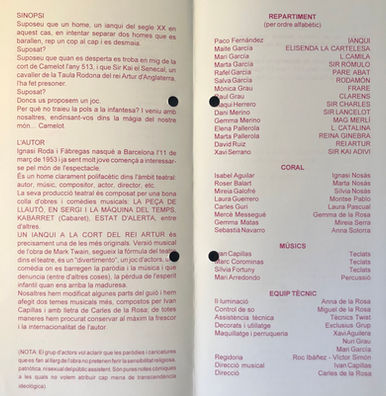 SINOPSI
Suposeu que un home, un ianqui del segle XX en
aquest cas, en intentar separar dos homes que es
barallen, rep un cop al cap i es desmaia.
Suposat?
Suposeu que quan es desperta es troba en mig de la
cort de Camelot l'any 513, i que Sir Kai el Senecal, un
cavaller de la Taula Rodona del rei Artur d'Anglaterra,
l'ha fet presoner.
Suposat?
Doncs us proposem un joc.
Per què no traieu la pols a la infantesa? I veniu amb
nosaltres, endinsant-vos dins la màgia del nostre
món... Camelot.
L'AUTOR
Ignasi Roda i Fàbregas nasqué a Barcelona l'11 de
març de 1953 i ja sent molt jove començà a interessar-
se pel món de l'espectacle.
És un home clarament polifacètic dins l'àmbit teatral:
autor, músic, compositor, actor, director, etc.
La seva producció teatral és composta per una bona
colla d'obres i comèdies musicals: LA PEÇA DE
LLAUTÓ, EN SERGI I LA MÀQUINA DEL TEMPS,
KABARRET (Cabaret), ESTAT D'ALERTA, entre
d'altres.
UN IANQUI A LA CORT DEL REI ARTUR és
precisament una de les més originals. Versió musical
de l'obra de Mark Twain, segueix la fórmula del teatre
dins el teatre, és un "divertimento", un joc d'actors, una
comèdia on es barregen la paròdia i la música i què
denuncia (entre d'altres coses), la pèrdua de l'esperit
infantil quan ens arriba la maduresa.
Nosaltres hem modificat algunes parts del guió i hem
afegit dos temes musicals més, compostos per Ivan
Capillas i amb lletra de Carles de la Rosa; de totes
maneres hem procurat conservar al màxim la frescor
i la internacionalitat de l'autor
(NOTA: El grup d'actors vol aclarir que les paròdies i caricatures
que es fan al llarg de l'obra no pretenen ferir la sensibilitat religiosa,
patriòtica, ni sexual del públic assistent. Són pures notes còmiques
a les quals no volem atribuir cap mena de transcendència
ideològica).
REPARTIMENT
(per ordre alfabètic)
Paco Fernández IANQUI
Maite García ELISENDA LA CARTELESA
Mari García L.CAMILA
Marta García SIR RÓMULO
Rafel García PARE ABAT
Salva García RODAMÓN
Mònica Grau FRARE
Raul Grau CLARENS
Paqui Herrero SIR CHARLES
Dani Merino SIR LANCELOT
Gemma Merino MAG MERLÍ
Elena Pallerola L. CATALINA
Marta Pallerola REINA GINEBRA
David Ruiz REI ARTUR
Xavi Serrano SIR KAI ADIVI
CORAL
Isabel Aguilar Ignasi Nosàs
Roser Balart Marta Nosàs
Mireia Galofré Sílvia Nosàs
Laura Guerrero Montse Pablo
Carles Guri Laura Pascual
Mercè Messegué Gemma de la Rosa
Gemma Matas Mireia Serra
Sebastià Navarro Anna Solorra
MÚSICS
Ivan Capillas Teclats
Marc Corominas Teclats
Sílvia Fortuny Teclats
Mari Arredondo Percussió
EQUIP TÈCNIC
Il·luminació Anna de la Rosa
Control de so Miguel de la Rosa
Assistència tècnica Tècnics Twist
Decorats i utillatge Exclusius Grup
Maquillatge i perruqueria Xavi Aguilera
Nuri Grau
Mari García
Regidoria Roc Ibáñez - Víctor Simón
Direcció musical Ivan Capillas
Direcció Carles de la Rosa